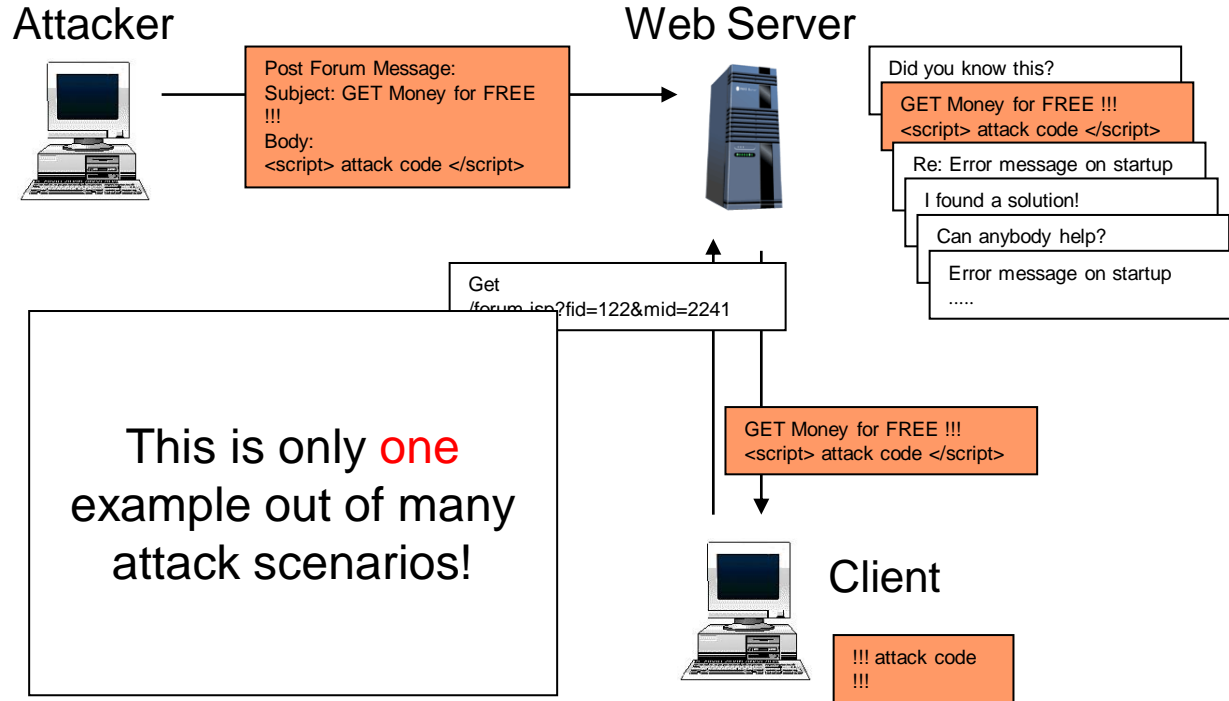 Attacker
Web Server
Post Forum Message:
Subject: GET Money for FREE
!!!
Body:
<script> attack code </script>
Did you know this?
GET Money for FREE !!!
<script> attack code </script>
Re: Error message on startup
I found a solution!
Can anybody help?
Error message on startup
.....
Get
/forum.jsp?fid=122&mid=2241
This is only one
example out of many
attack scenarios!
GET Money for FREE !!!
<script> attack code </script>
Client
!!! attack code
!!!